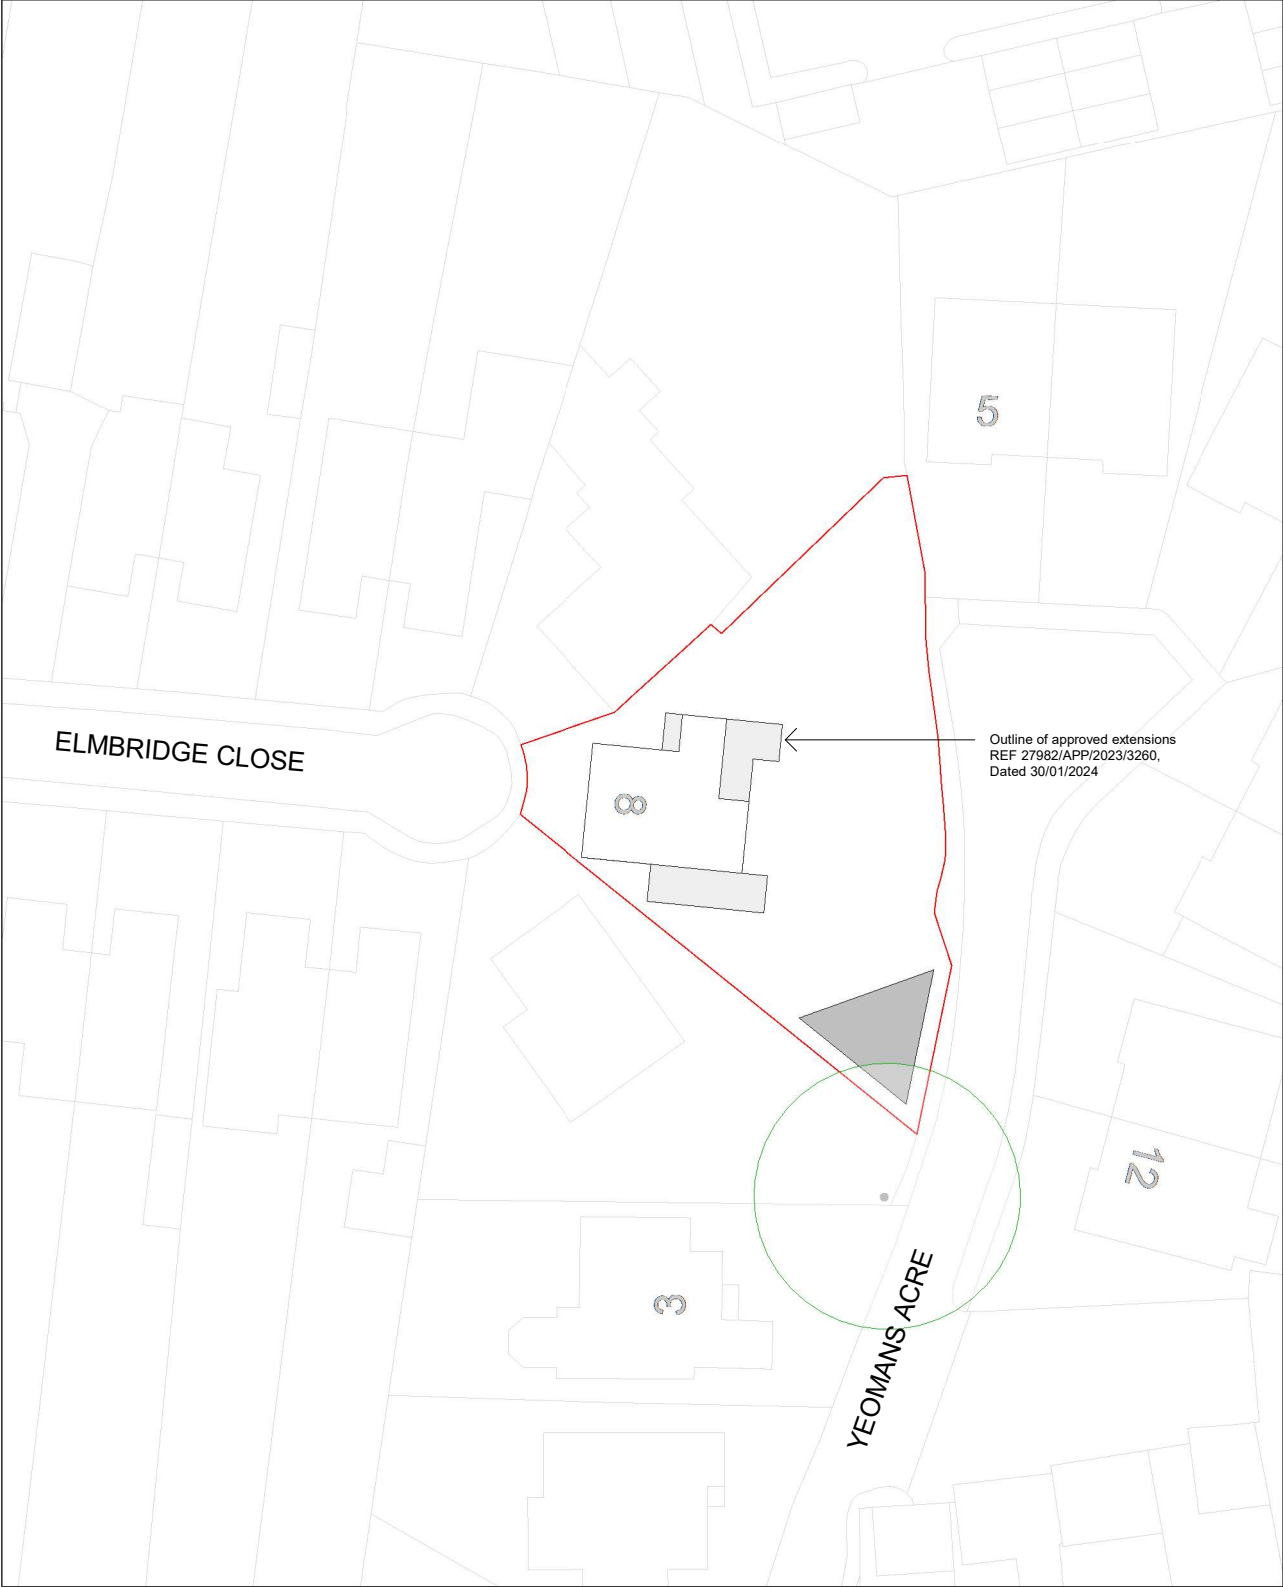 5
ELMBRIDGE CLOSE
Outline of approved extensions
REF 27982/APP/2023/3260,
Dated 30/01/2024
8
12
3
YEOMANS ACRE